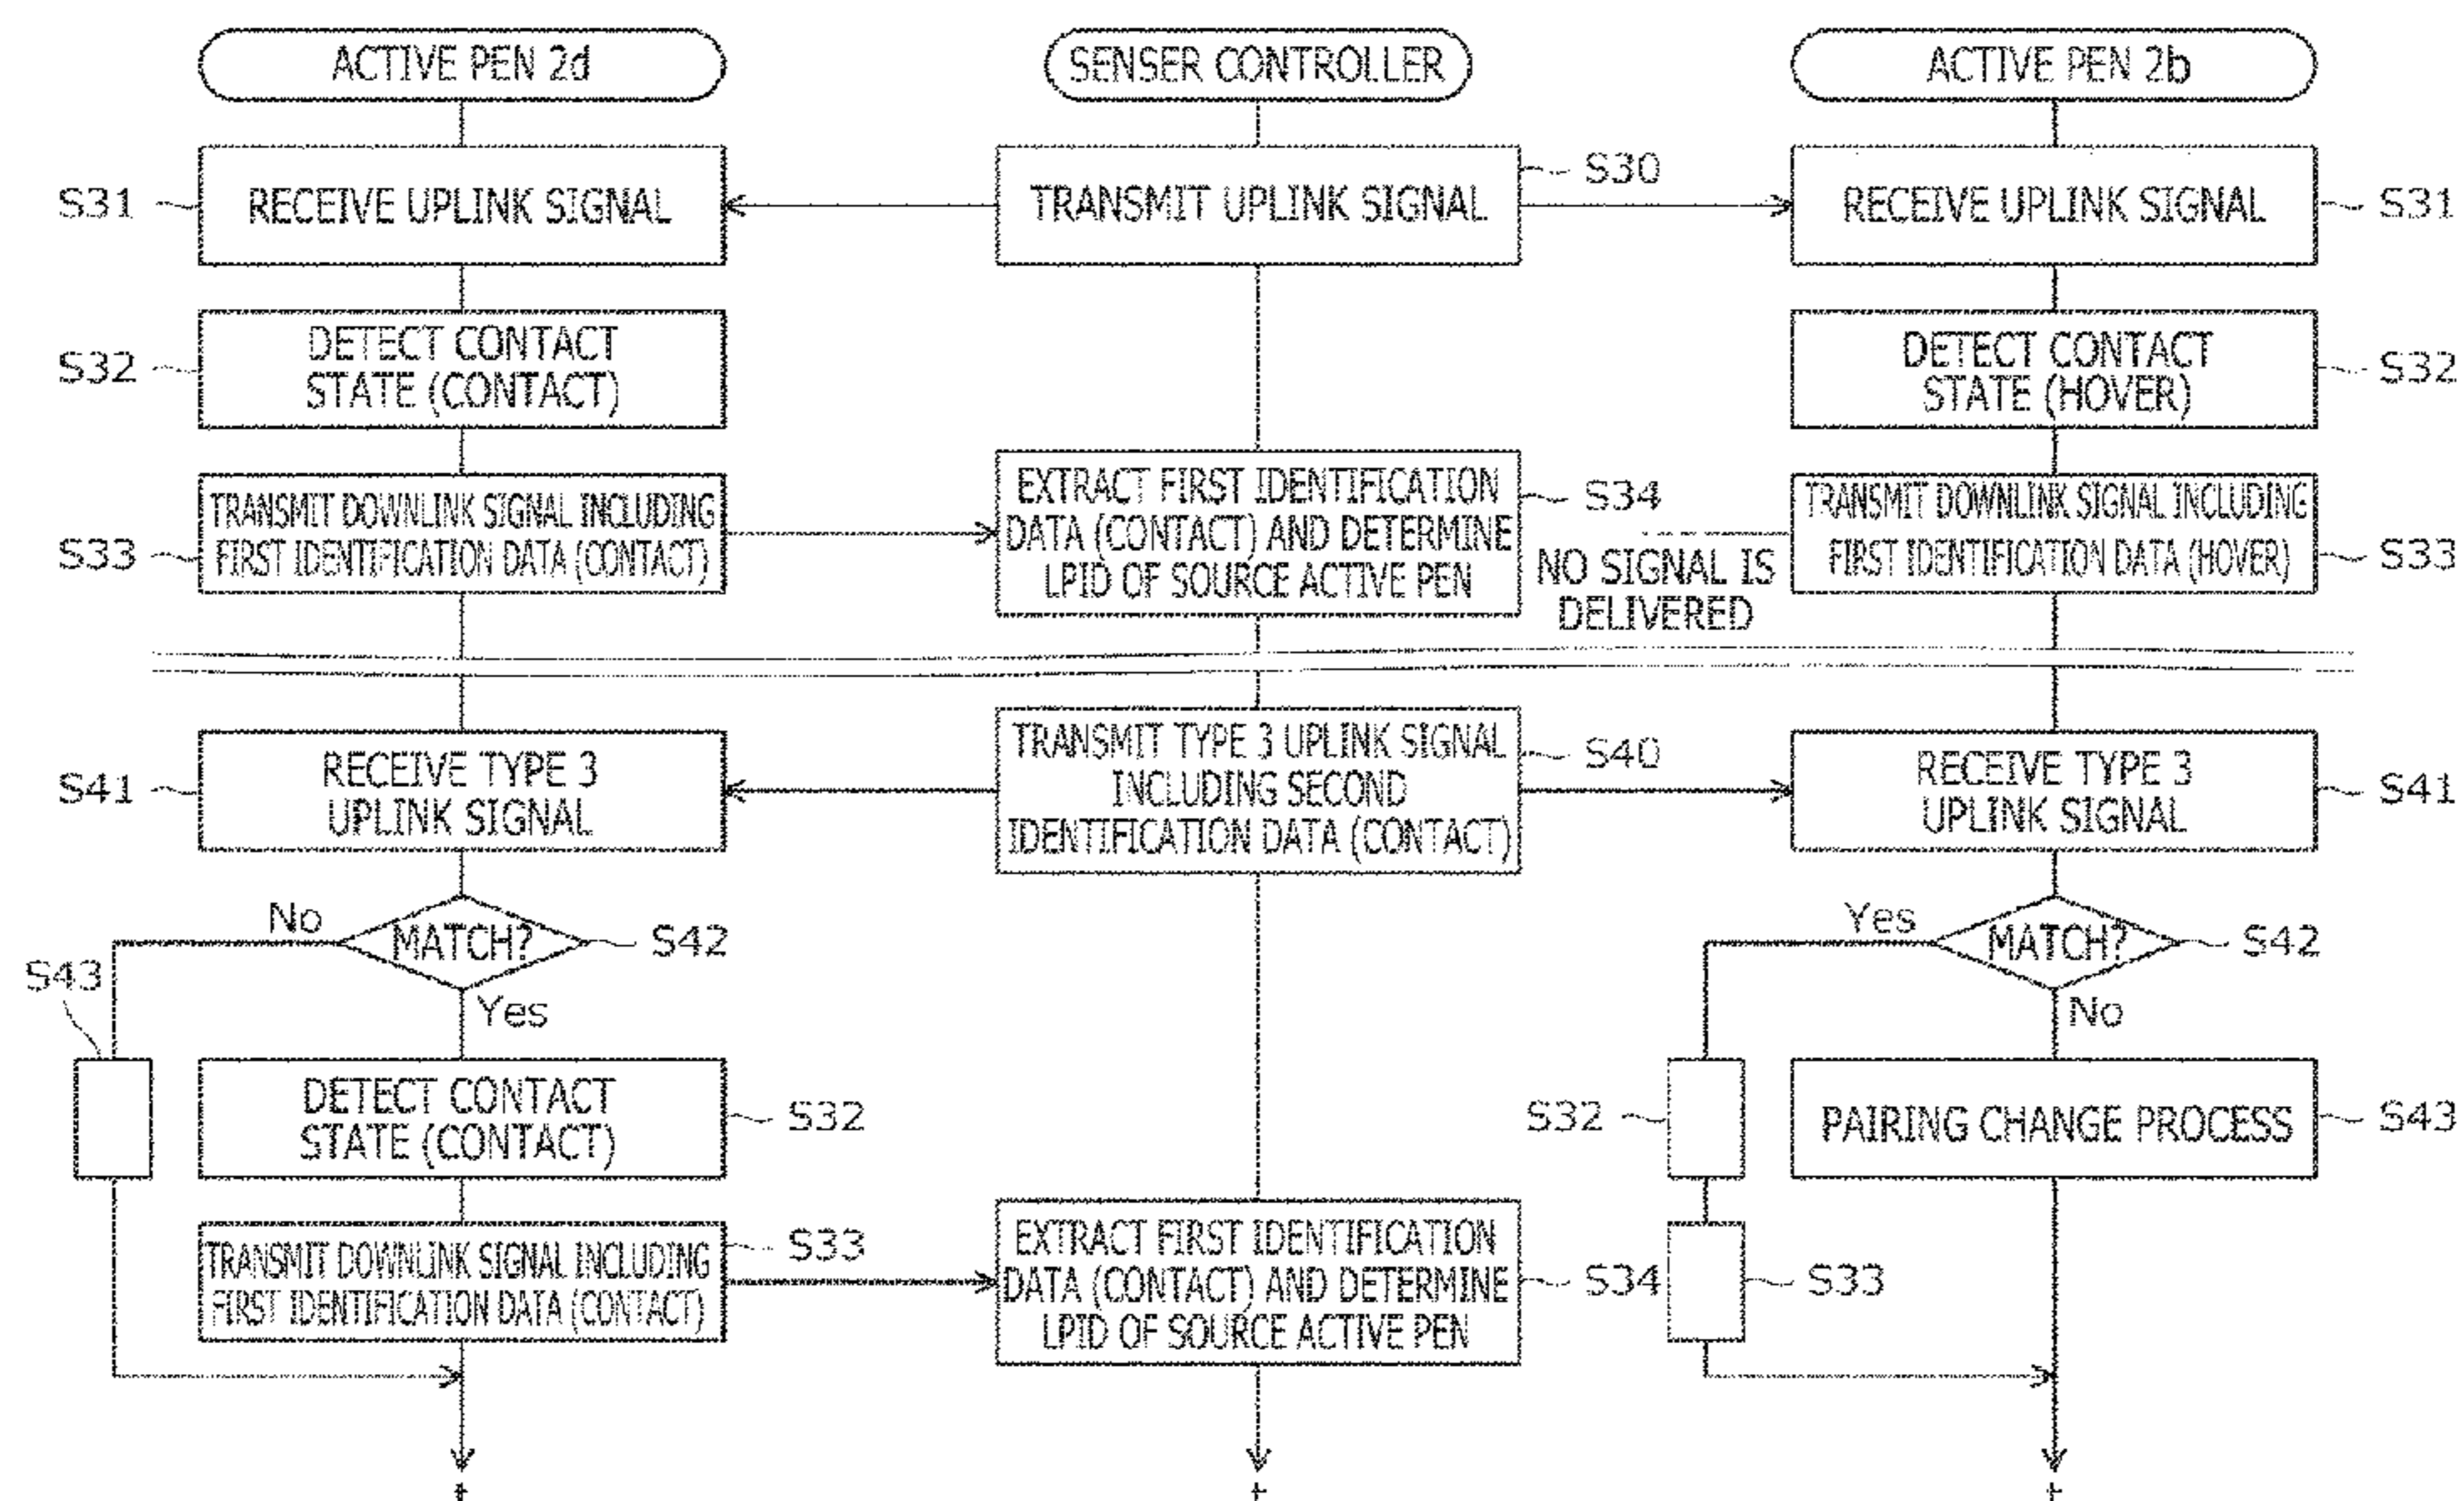 ACTIVE PEN 2d
SENSER CONTROLLER
ACTIVE PEN 2b
S31
RECEIVE UPLINK SIGNAL
TRANSMIT UPLINK SIGNAL
S30
RECEIVE UPLINK SIGNAL
S31
S32
DETECT CONTACT
STATE (CONTACT)
DETECT CONTACT
STATE (HOVER)
S32
S33
TRANSMIT DOWNLINK SIGNAL INCLUDING
FIRST IDENTIFICATION DATA (CONTACT)
EXTRACT FIRST IDENTIFICATION
DATA (CONTACT) AND DETERMINE
LPID OF SOURCE ACTIVE PEN
S34
NO SIGNAL IS
DELIVERED
TRANSMIT DOWNLINK SIGNAL INCLUDING
FIRST IDENTIFICATION DATA (HOVER)
S33
S41
RECEIVE TYPE 3
UPLINK SIGNAL
TRANSMIT TYPE 3 UPLINK SIGNAL
INCLUDING SECOND
IDENTIFICATION DATA (CONTACT)
S40
RECEIVE TYPE 3
UPLINK SIGNAL
S41
No
MATCH?
S42
Yes
MATCH?
S42
S43
Yes
No
DETECT CONTACT
STATE (CONTACT)
S32
S32
PAIRING CHANGE PROCESS
S43
TRANSMIT DOWNLINK SIGNAL INCLUDING
FIRST IDENTIFICATION DATA (CONTACT)
S33
EXTRACT FIRST IDENTIFICATION
DATA (CONTACT) AND DETERMINE
LPID OF SOURCE ACTIVE PEN
S34
S33
t
t
t